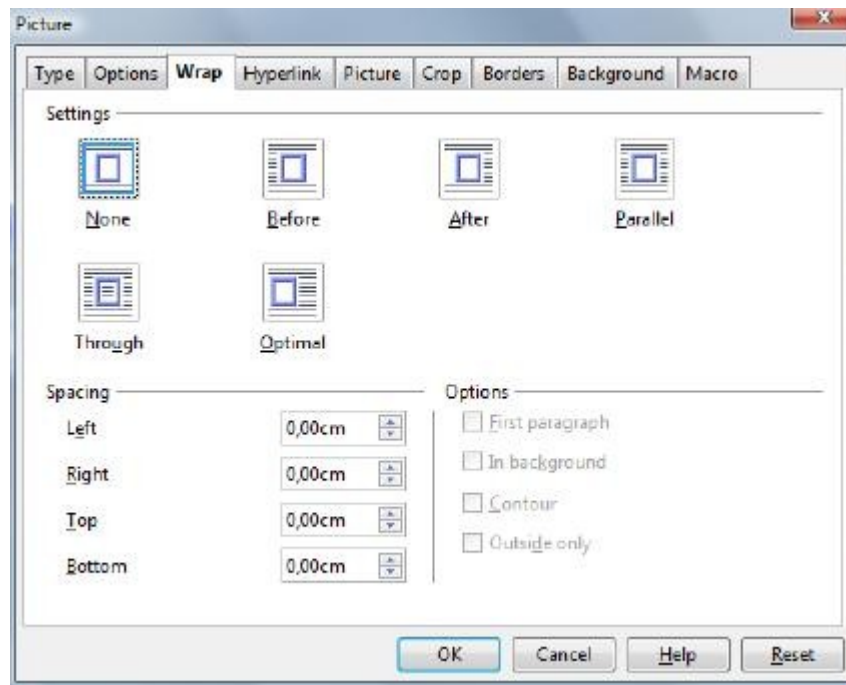 Picture
Type Options Wrap Hyperlink Picture Crop Borders Background Macro
Settings
None Before After Parallel
Through Optimal
Spacing Options
Left 0,00cm First paragraph
Right 0,00cm In background
Top 0,00cm Contour
Bottom 0,00cm Outside only
OK Cancel Help Reset